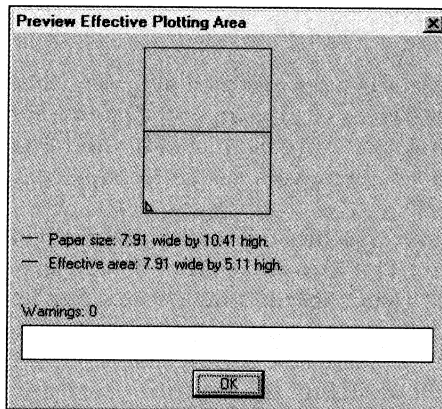 Preview Effective Plotting Area
Paper size: 7.91 wide by 10.41 high.
Effective area: 7.91 wide by 5.11 high.
Warnings: 0
OK